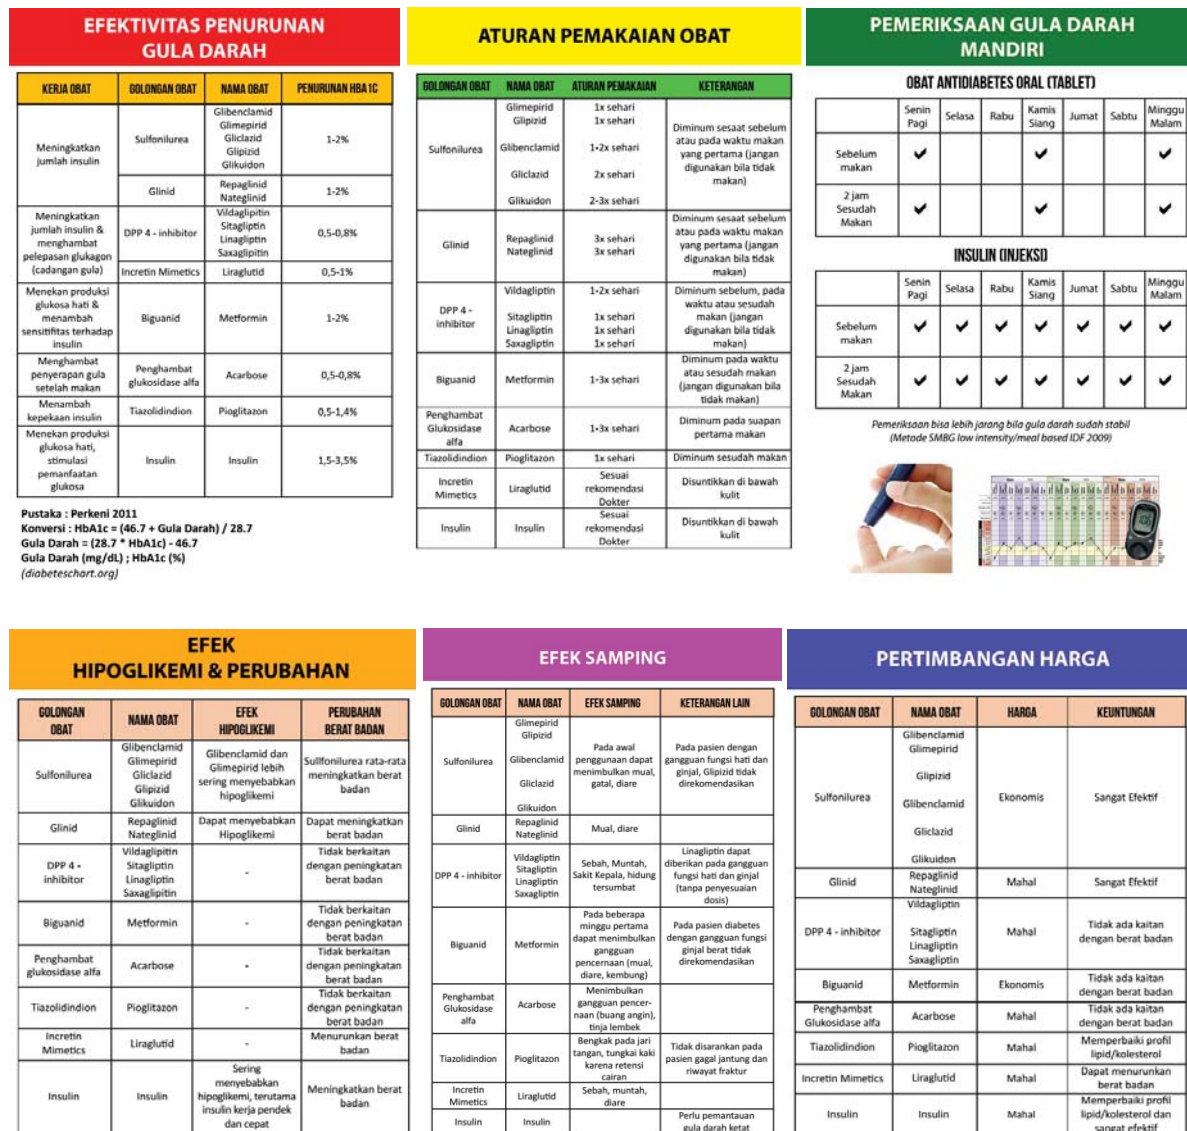 EFEKTIVITAS PENURUNAN
GULA DARAH
KERJA OBAT GOLONGAN OBAT NAMA OBAT PENURUNAN HBA1C
Meningkatkan
jumlah insulin
Sulfonilurea
Glibenclamid
Glimepirid
Gliclazid
Glipizid
Glikuidon
1-2%
Glinid
Repaglinid
Nateglinid
1-2%
Meningkatkan
jumlah insulin &
menghambat
pelepasan glukagon
(cadangan gula)
DPP 4 - inhibitor
Vildaglipitin
Sitagliptin
Linagliptin
Saxaglipitin
0,5-0,8%
Incretin Mimetics Liraglutid 0,5-1%
Menekan produksi
glukosa hati &
menambah
sensitifitas terhadap
insulin
Biguanid Metformin 1-2%
Menghambat
penyerapan gula
setelah makan
Penghambat
glukosidase alfa
Acarbose 0,5-0,8%
Menambah
kepekaan insulin
Tiazolidindion Pioglitazon 0,5-1,4%
Menekan produksi
glukosa hati,
stimulasi
pemanfaatan
glukosa
Insulin Insulin 1,5-3,5%
Pustaka : Perkeni 2011
Konversi : HbA1c = (46.7 + Gula Darah) / 28.7
Gula Darah = (28.7 * HbA1c) - 46.7
Gula Darah (mg/dL) ; HbA1c (%)
(diabeteschart.org)
ATURAN PEMAKAIAN OBAT
GOLONGAN OBAT NAMA OBAT ATURAN PEMAKAIAN KETERANGAN
Sulfonilurea
Glimepirid 1x sehari
Glipizid 1x sehari
Glibenclamid 1-2x sehari
Gliclazid 2x sehari
Glikuidon 2-3x sehari
Diminum sesaat sebelum
atau pada waktu makan
yang pertama (jangan
digunakan bila tidak
makan)
Glinid
Repaglinid 3x sehari
Nateglinid 3x sehari
Diminum sesaat sebelum
atau pada waktu makan
yang pertama (jangan
digunakan bila tidak
makan)
DPP 4 -
inhibitor
Vildagliptin 1-2x sehari
Sitagliptin 1x sehari
Linagliptin 1x sehari
Saxagliptin 1x sehari
Diminum sebelum, pada
waktu atau sesudah
makan (jangan
digunakan bila tidak
makan)
Biguanid Metformin 1-3x sehari
Diminum pada waktu
atau sesudah makan
(jangan digunakan bila
tidak makan)
Penghambat
Glukosidase
alfa
Acarbose 1-3x sehari
Diminum pada suapan
pertama makan
Tiazolidindion Pioglitazon 1x sehari Diminum sesudah makan
Incretin
Mimetics
Liraglutid
Sesuai
rekomendasi
Dokter
Disuntikkan di bawah
kulit
Insulin Insulin
Sesuai
rekomendasi
Dokter
Disuntikkan di bawah
kulit
PEMERIKSAAN GULA DARAH
MANDIRI
OBAT ANTIDIABETES ORAL (TABLET)
Senin
Pagi
Selasa Rabu
Kamis
Siang
Jumat Sabtu
Minggu
Malam
Sebelum
makan
✔ ✔ ✔
2 jam
Sesudah
Makan
✔ ✔ ✔
INSULIN (INJEKSI)
Senin
Pagi
Selasa Rabu
Kamis
Siang
Jumat Sabtu
Minggu
Malam
Sebelum
makan
✔ ✔ ✔ ✔ ✔ ✔ ✔
2 jam
Sesudah
Makan
✔ ✔ ✔ ✔ ✔ ✔ ✔
Pemeriksaan bisa lebih jarang bila gula darah sudah stabil
(Metode SMBG low intensity/meal based IDF 2009)
EFEK
HIPOGLIKEMI & PERUBAHAN
GOLONGAN
OBAT
NAMA OBAT
EFEK
HIPOGLIKEMI
PERUBAHAN
BERAT BADAN
Sulfonilurea
Glibenclamid
Glimepirid
Gliclazid
Glipizid
Glikuidon
Glibenclamid dan
Glimepirid lebih
sering menyebabkan
hipoglikemi
Sullfonilurea rata-rata
meningkatkan berat
badan
Glinid
Repaglinid
Nateglinid
Dapat menyebabkan
Hipoglikemi
Dapat meningkatkan
berat badan
DPP 4 -
inhibitor
Vildaglipitin
Sitagliptin
Linagliptin
Saxaglipitin
-
Tidak berkaitan
dengan peningkatan
berat badan
Biguanid Metformin -
Tidak berkaitan
dengan peningkatan
berat badan
Penghambat
glukosidase alfa
Acarbose -
Tidak berkaitan
dengan peningkatan
berat badan
Tiazolidindion Pioglitazon -
Tidak berkaitan
dengan peningkatan
berat badan
Incretin
Mimetics
Liraglutid -
Menurunkan berat
badan
Insulin Insulin
Sering
menyebabkan
hipoglikemi, terutama
insulin kerja pendek
dan cepat
Meningkatkan berat
badan
EFEK SAMPING
GOLONGAN OBAT NAMA OBAT EFEK SAMPING KETERANGAN LAIN
Sulfonilurea
Glimepirid
Glipizid
Glibenclamid
Gliclazid
Glikuidon
Pada awal
penggunaan dapat
menimbulkan mual,
gatal, diare
Pada pasien dengan
gangguan fungsi hati dan
ginjal, Glipizid tidak
direkomendasikan
Glinid
Repaglinid
Nateglinid
Mual, diare
DPP 4 - inhibitor
Vildagliptin
Sitagliptin
Linagliptin
Saxagliptin
Sebah, Muntah,
Sakit Kepala, hidung
tersumbat
Linagliptin dapat
diberikan pada gangguan
fungsi hati dan ginjal
(tanpa penyesuaian
dosis)
Biguanid Metformin
Pada beberapa
minggu pertama
dapat menimbulkan
gangguan
pencernaan (mual,
diare, kembung)
Pada pasien diabetes
dengan gangguan fungsi
ginjal berat tidak
direkomendasikan
Penghambat
Glukosidase
alfa
Acarbose
Menimbulkan
gangguan pencer-
naan (buang angin),
tinja lembek
Tiazolidindion Pioglitazon
Bengkak pada jari
tangan, tungkai kaki
karena retensi
cairan
Tidak disarankan pada
pasien gagal jantung dan
riwayat fraktur
Incretin
Mimetics
Liraglutid
Sebah, muntah,
diare
Insulin Insulin
Perlu pemantauan
gula darah ketat
PERTIMBANGAN HARGA
GOLONGAN OBAT NAMA OBAT HARGA KEUNTUNGAN
Sulfonilurea
Glibenclamid
Glimepirid
Glipizid
Glibenclamid
Gliclazid
Glikuidon
Ekonomis Sangat Efektif
Glinid
Repaglinid
Nateglinid
Mahal Sangat Efektif
DPP 4 - inhibitor
Vildagliptin
Sitagliptin
Linagliptin
Saxagliptin
Mahal
Tidak ada kaitan
dengan berat badan
Biguanid Metformin Ekonomis
Tidak ada kaitan
dengan berat badan
Penghambat
Glukosidase alfa
Acarbose Mahal
Tidak ada kaitan
dengan berat badan
Tiazolidindion Pioglitazon Mahal
Memperbaiki profil
lipid/kolesterol
Incretin Mimetics Liraglutid Mahal
Dapat menurunkan
berat badan
Insulin Insulin Mahal
Memperbaiki profil
lipid/kolesterol dan
sangat efektif